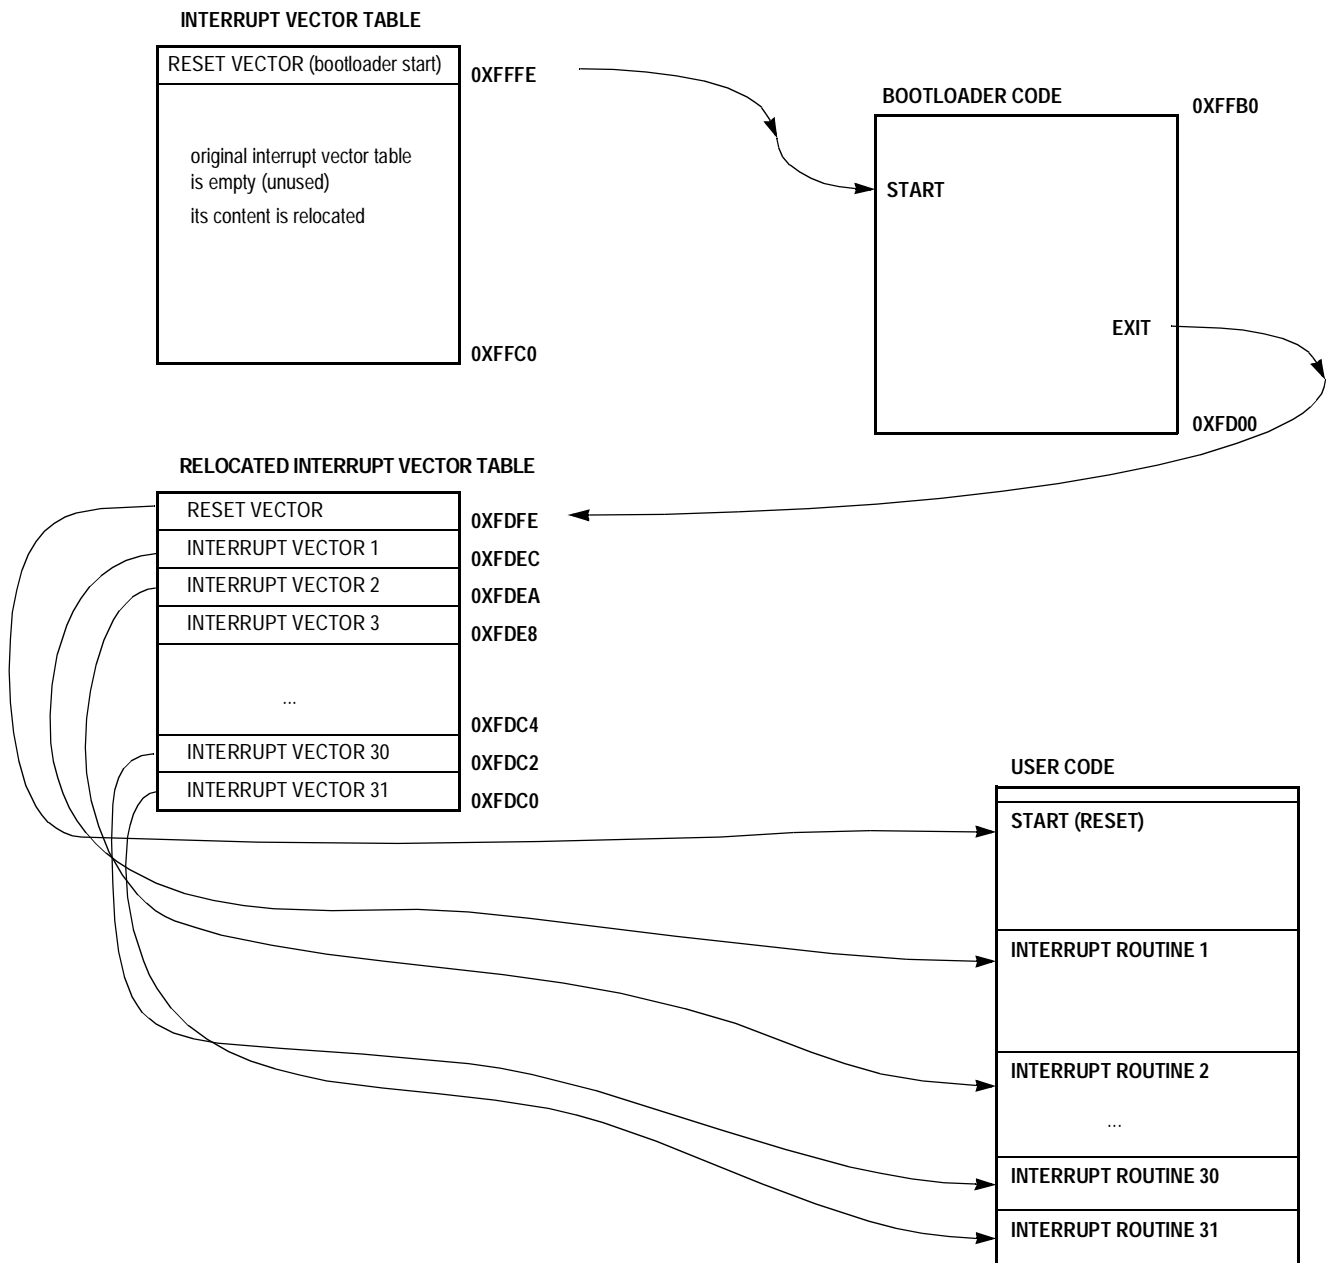 INTERRUPT VECTOR TABLE
RESET VECTOR (bootloader start)
0XFFFE
original interrupt vector table
is empty (unused)
its content is relocated
0XFFC0
BOOTLOADER CODE
0XFFB0
START
EXIT
0XFD00
RELOCATED INTERRUPT VECTOR TABLE
RESET VECTOR
0XFDFE
INTERRUPT VECTOR 1
0XFDEC
INTERRUPT VECTOR 2
0XFDEA
INTERRUPT VECTOR 3
0XFDE8
...
0XFDC4
INTERRUPT VECTOR 30
0XFDC2
INTERRUPT VECTOR 31
0XFDC0
USER CODE
START (RESET)
INTERRUPT ROUTINE 1
INTERRUPT ROUTINE 2
...
INTERRUPT ROUTINE 30
INTERRUPT ROUTINE 31